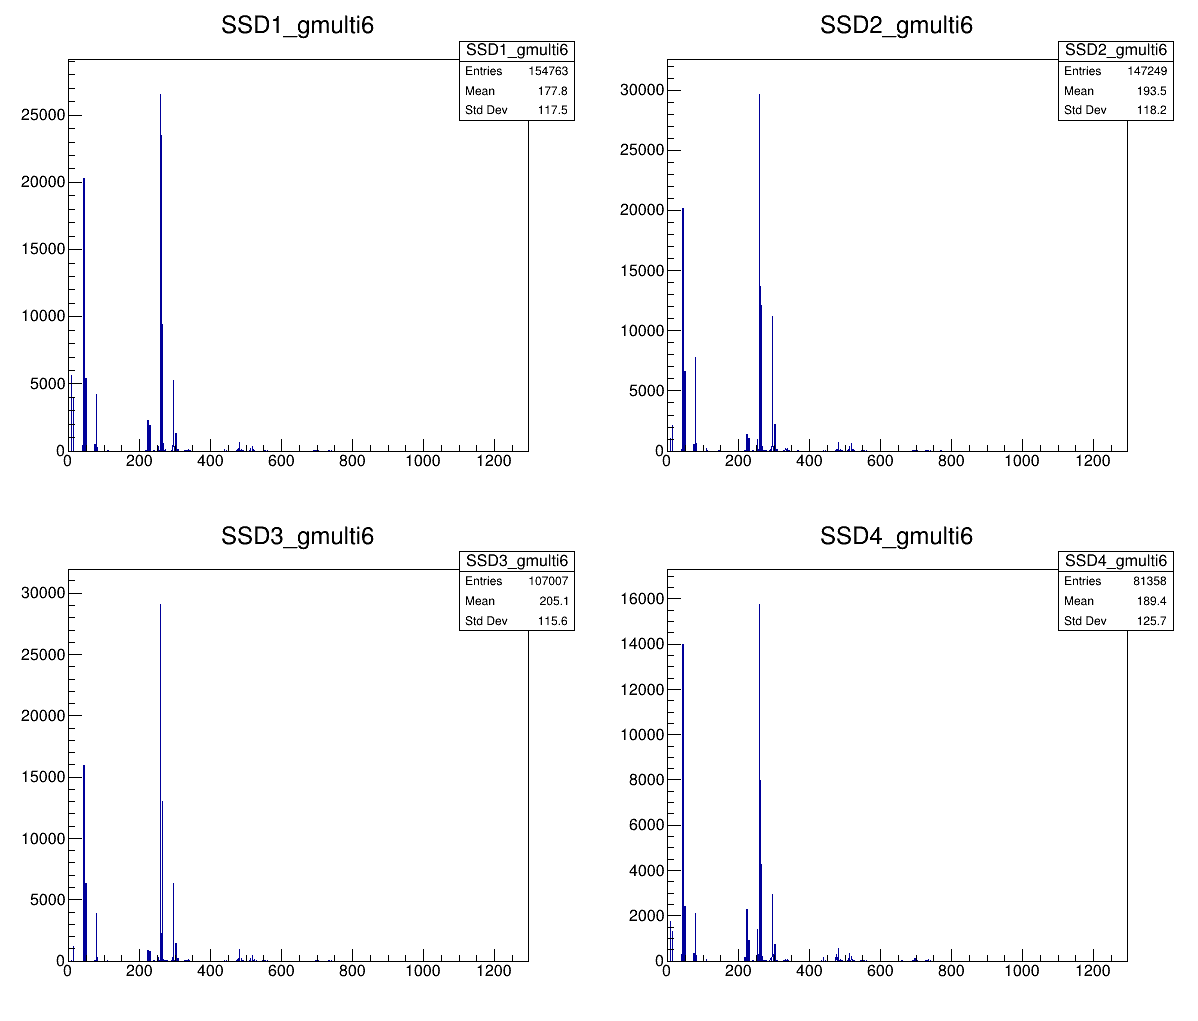 SSD1_gmulti6
SSD1_gmulti6
Entries 154763
Mean 177.8
Std Dev 117.5
25000
20000
15000
10000
5000
0
0 200 400 600 800 1000 1200
SSD2_gmulti6
SSD2_gmulti6
Entries 147249
Mean 193.5
Std Dev 118.2
30000
25000
20000
15000
10000
5000
0
0 200 400 600 800 1000 1200
SSD3_gmulti6
SSD3_gmulti6
Entries 107007
Mean 205.1
Std Dev 115.6
30000
25000
20000
15000
10000
5000
0
0 200 400 600 800 1000 1200
SSD4_gmulti6
SSD4_gmulti6
Entries 81358
Mean 189.4
Std Dev 125.7
16000
14000
12000
10000
8000
6000
4000
2000
0
0 200 400 600 800 1000 1200